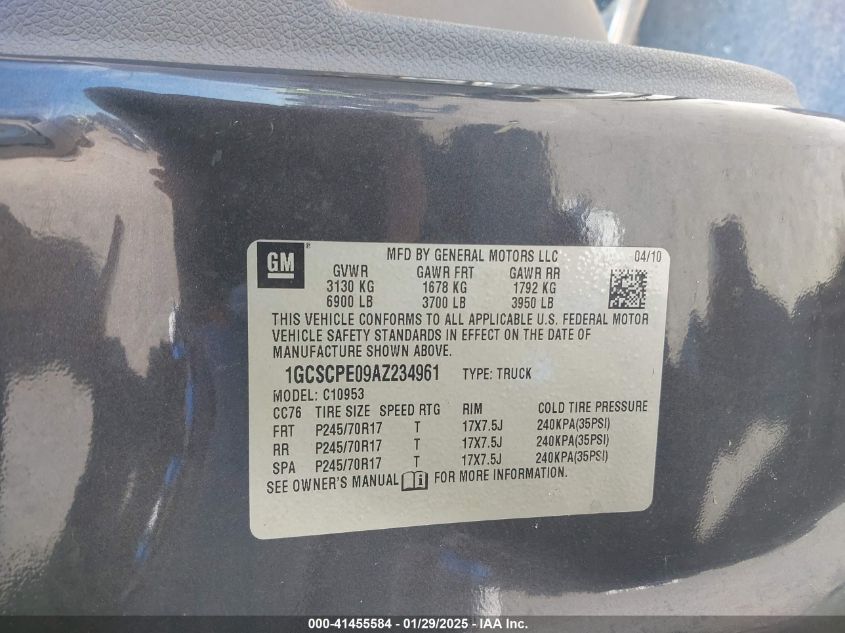 GM®
MFD BY GENERAL MOTORS LLC 04/10
GVWR GAWR FRT GAWR RR
3130 KG 1678 KG 1792 KG
6900 LB 3700 LB 3950 LB
THIS VEHICLE CONFORMS TO ALL APPLICABLE U.S. FEDERAL MOTOR
VEHICLE SAFETY STANDARDS IN EFFECT ON THE DATE OF
MANUFACTURE SHOWN ABOVE.
1GCSCPE09AZ234961 TYPE: TRUCK
MODEL: C10953
CC76 TIRE SIZE SPEED RTG RIM COLD TIRE PRESSURE
FRT P245/70R17 T 17X7.5J 240KPA(35PSI)
RR P245/70R17 T 17X7.5J 240KPA(35PSI)
SPA P245/70R17 T 17X7.5J 240KPA(35PSI)
SEE OWNER'S MANUAL i FOR MORE INFORMATION.
000-41455584 - 01/29/2025 - IAA Holdings, LLC.